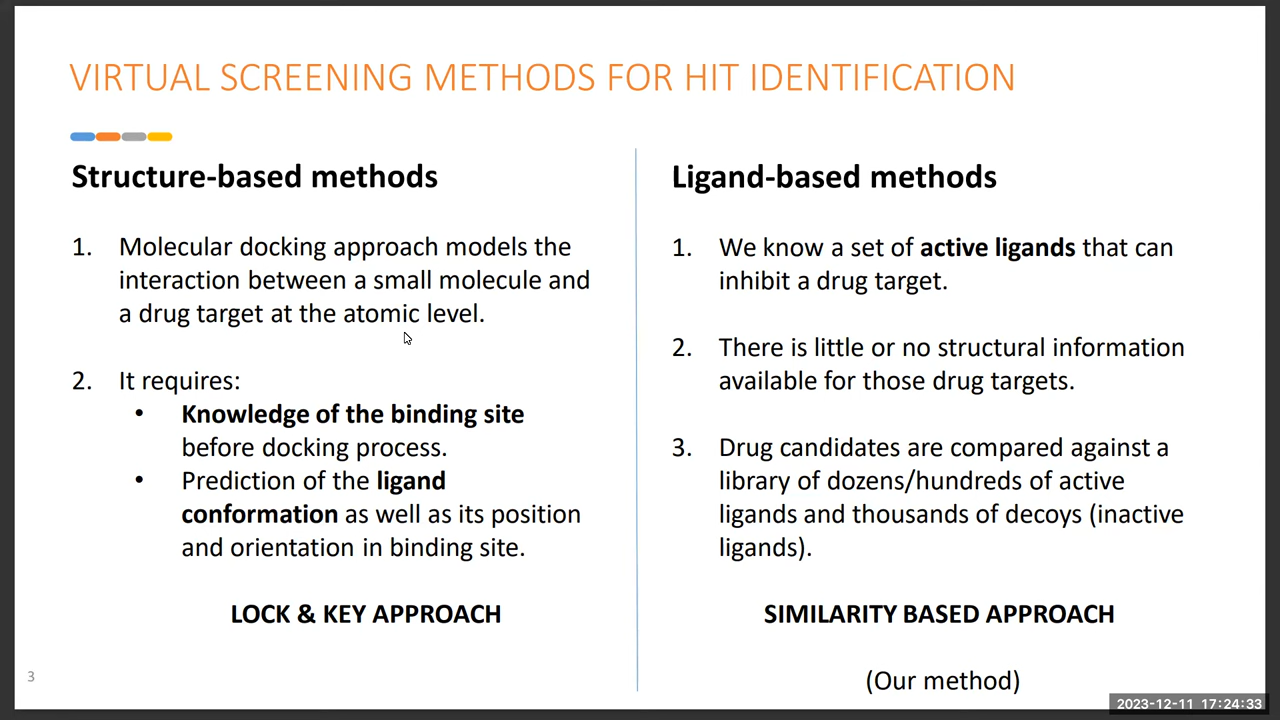 VIRTUAL SCREENING METHODS FOR HIT IDENTIFICATION
Structure-based methods
1. Molecular docking approach models the
interaction between a small molecule and
a drug target at the atomic level.
2. It requires:
• Knowledge of the binding site
before docking process.
• Prediction of the ligand
conformation as well as its position
and orientation in binding site.
LOCK & KEY APPROACH
Ligand-based methods
1. We know a set of active ligands that can
inhibit a drug target.
2. There is little or no structural information
available for those drug targets.
3. Drug candidates are compared against a
library of dozens/hundreds of active
ligands and thousands of decoys (inactive
ligands).
SIMILARITY BASED APPROACH
(Our method)
3
2023-12-11 17:24:33